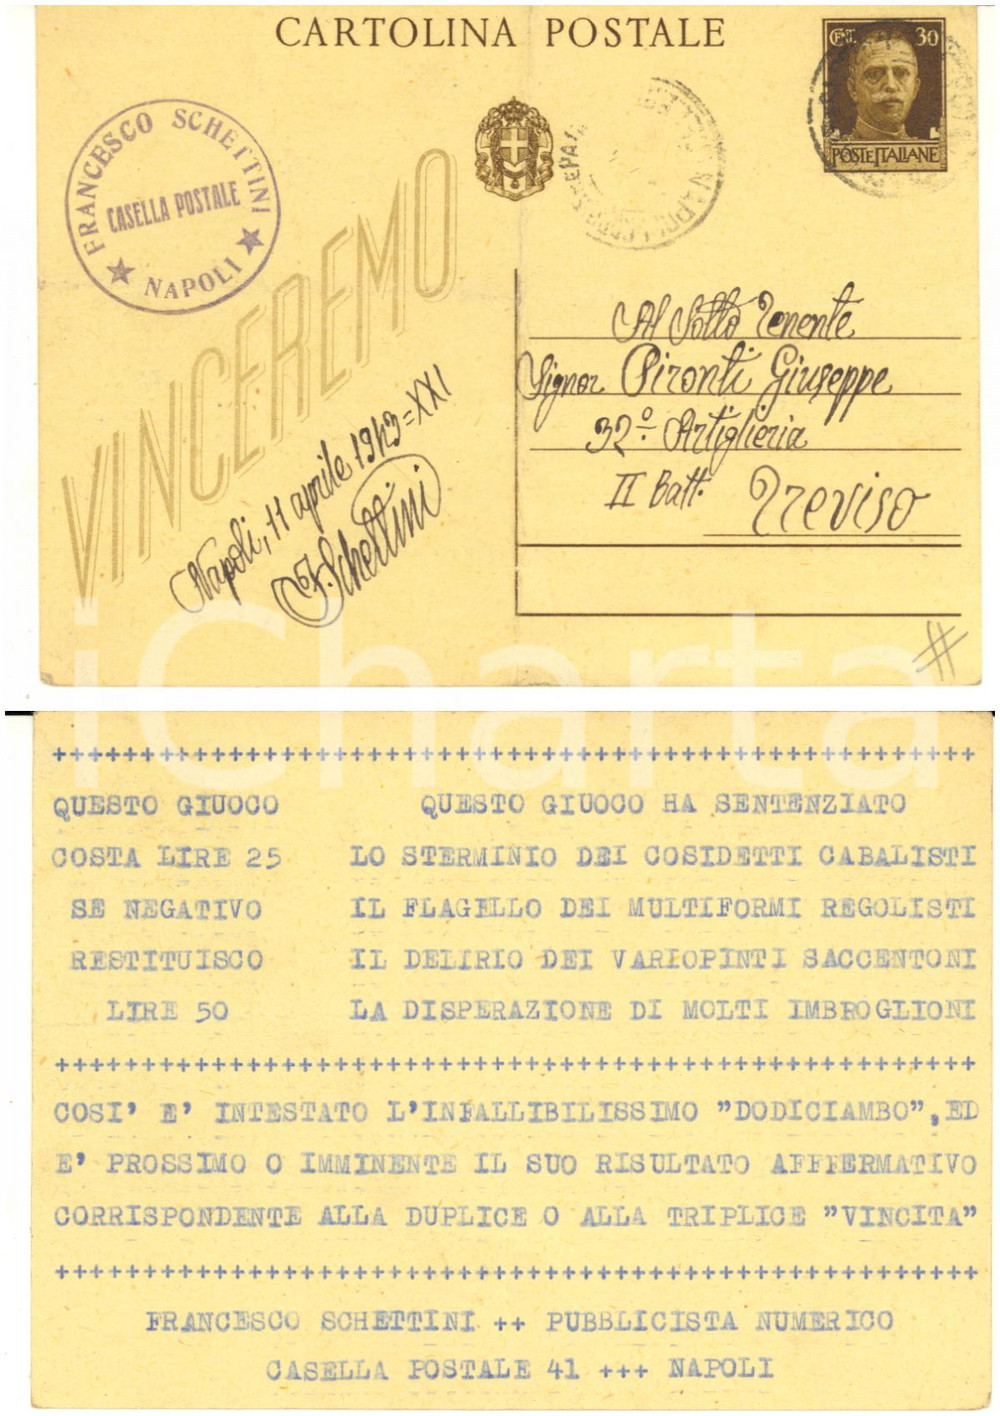 CARTOLINA POSTALE
CENT. 30
POSTE ITALIANE
FRANCESCO SCHETTINI
CASELLA POSTALE
NAPOLI
VINCEREMO
Al Sotto Tenente
Signor Pironti Giuseppe
32º Artiglieria
II Batt. Treviso
Napoli, 11 aprile 1943=XXI
F. Schettini
iCharta
++++++++++++++++++++++++++++++++++++++++++++++++++++
QUESTO GIUOCO QUESTO GIUOCO HA SENTENZIATO
COSTA LIRE 25 LO STERMINIO DEI COSIDETTI CABALISTI
SE NEGATIVO IL FLAGELLO DEI MULTIFORMI REGOLISTI
RESTITUISCO IL DELIRIO DEI VARIOPINTI SACCENTONI
LIRE 50 LA DISPERAZIONE DI MOLTI IMBROGLIONI
++++++++++++++++++++++++++++++++++++++++++++++++++++
COSI' E' INTESTATO L'INFALLIBILISSIMO "DODICIAMBO", ED
E' PROSSIMO O IMMINENTE IL SUO RISULTATO AFFFERMATIVO
CORRISPONDENTE ALLA DUPLICE O ALLA TRIPLICE "VINCITA"
++++++++++++++++++++++++++++++++++++++++++++++++++++
FRANCESCO SCHETTINI ++ PUBBLICISTA NUMERICO
CASELLA POSTALE 41 +++ NAPOLI